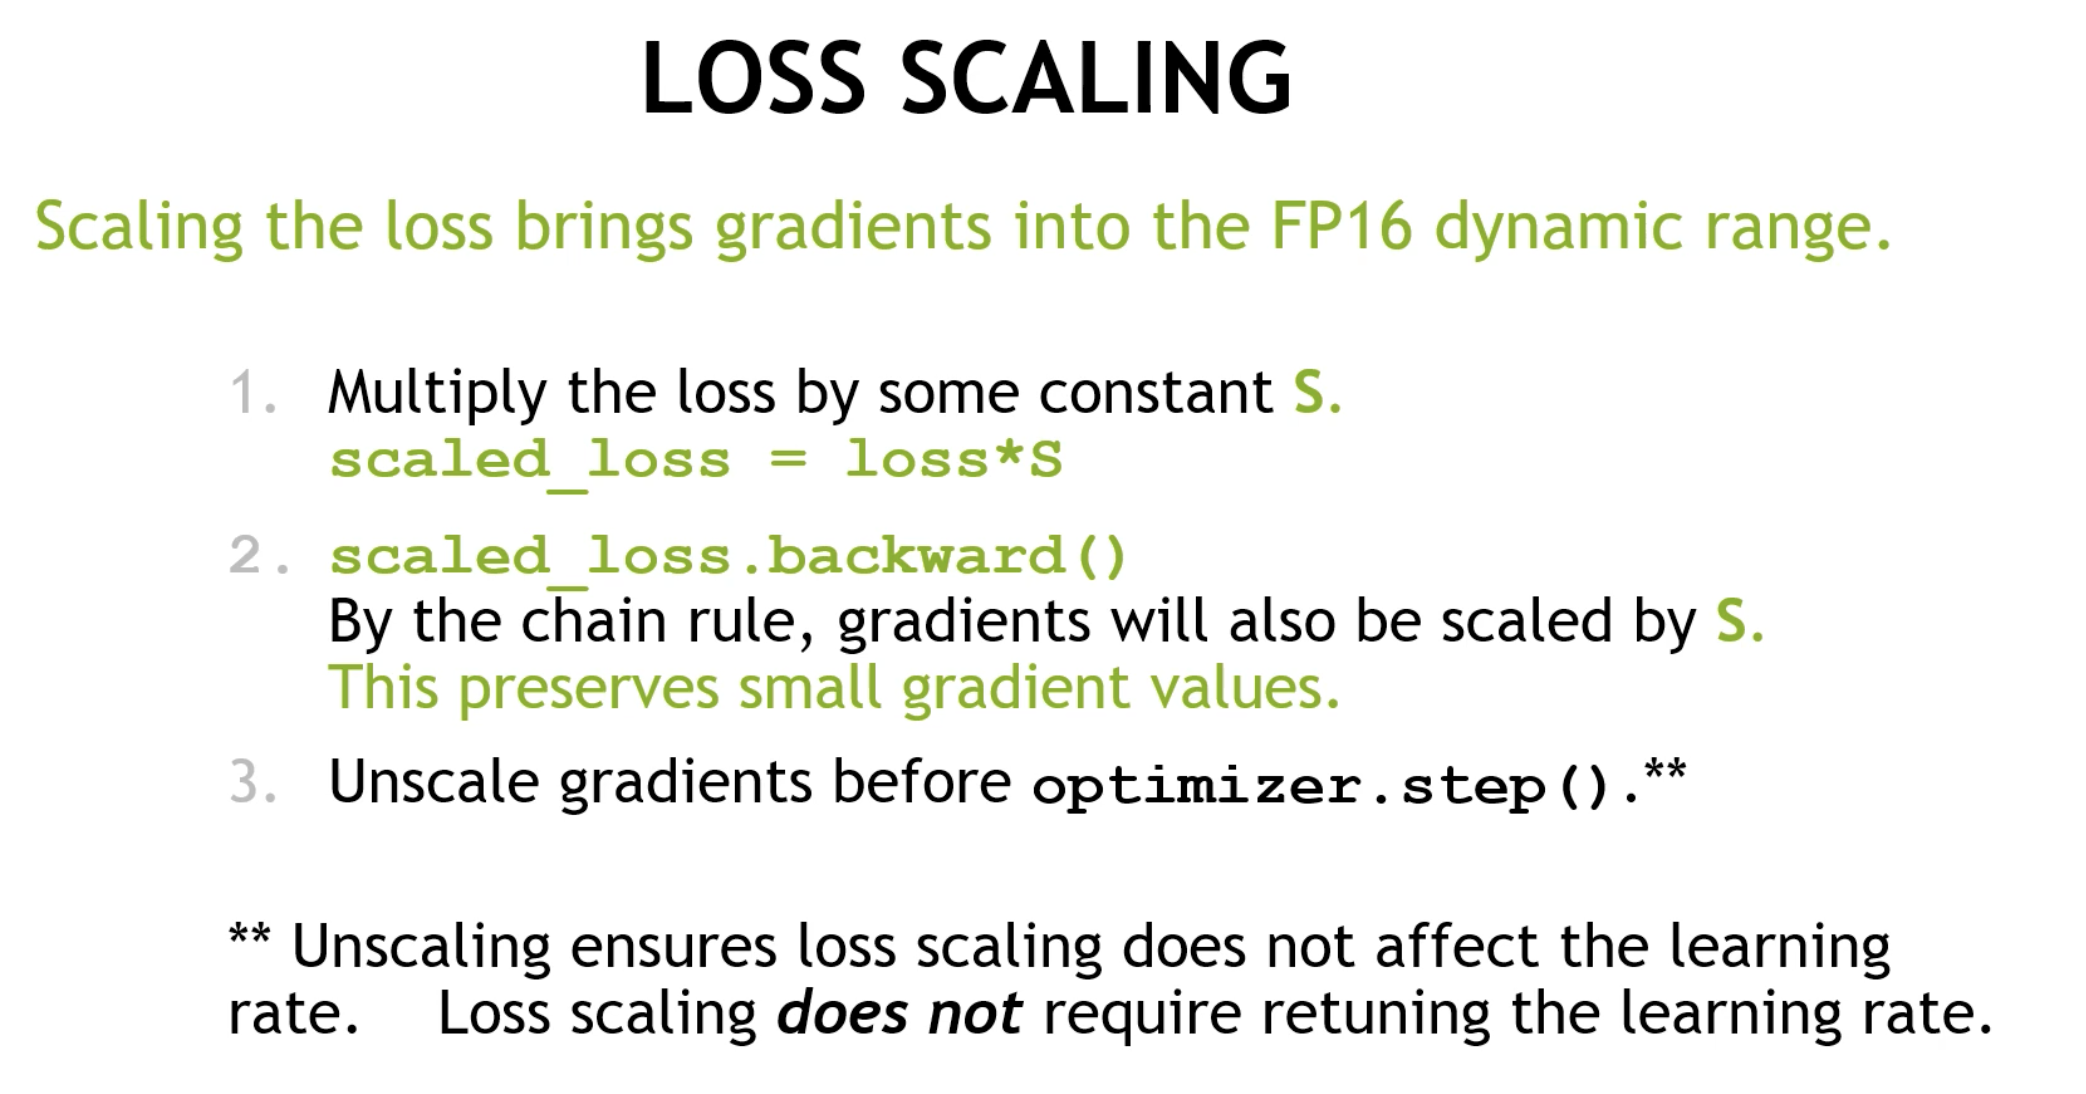 LOSS SCALING
Scaling the loss brings gradients into the FP16 dynamic range.
1. Multiply the loss by some constant S.
scaled_loss = loss*S
2. scaled_loss.backward()
By the chain rule, gradients will also be scaled by S.
This preserves small gradient values.
3. Unscale gradients before optimizer.step().**
** Unscaling ensures loss scaling does not affect the learning
rate. Loss scaling does not require retuning the learning rate.